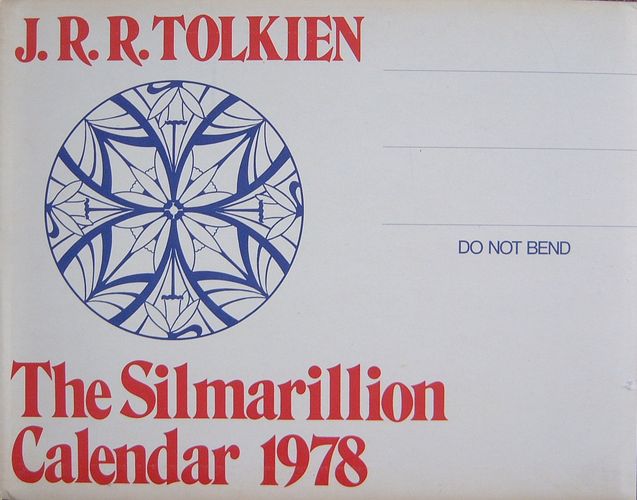 J. R. R. TOLKIEN
DO NOT BEND
The Silmarillion
Calendar 1978